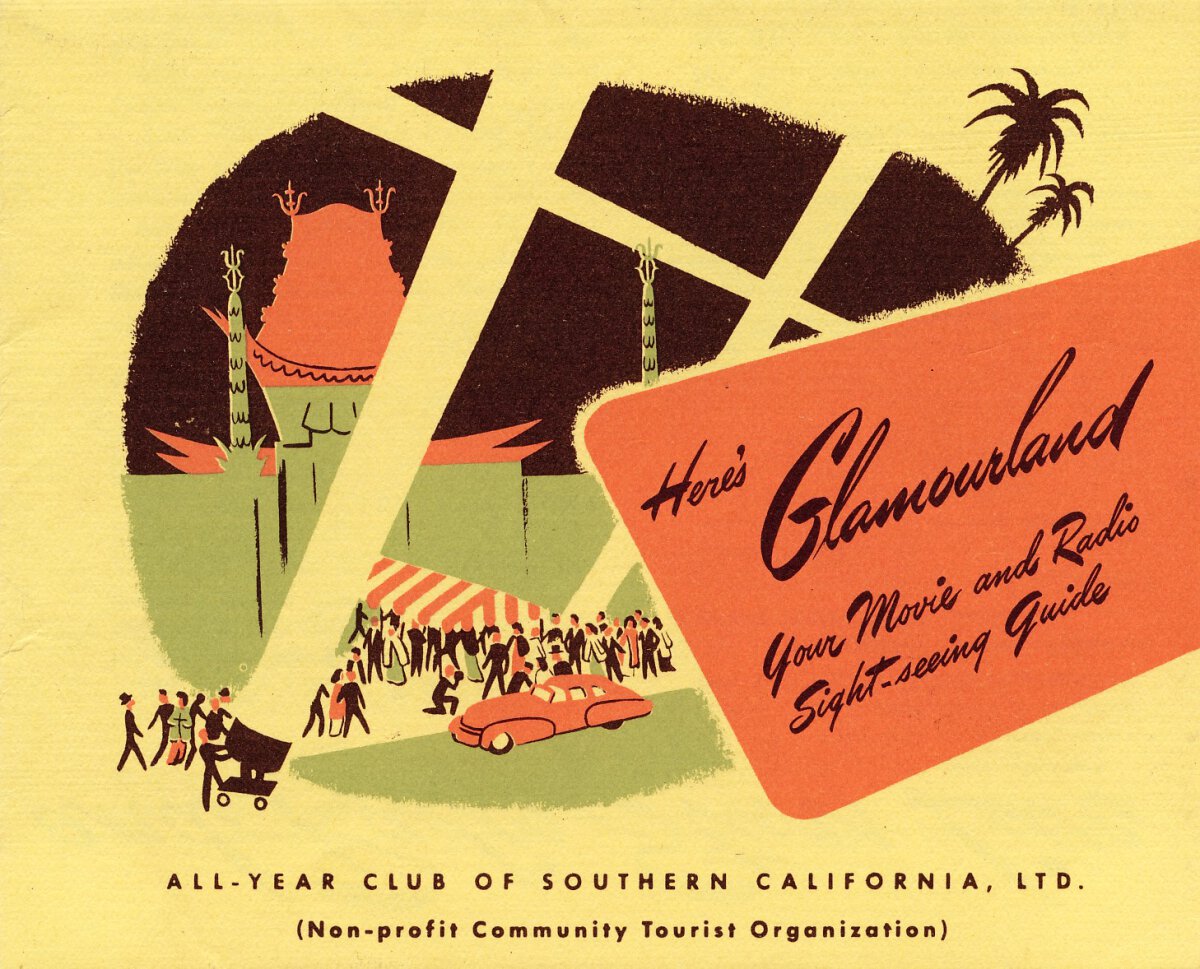 Here's Glamourland
Your Movie and Radio
Sight-seeing Guide
ALL-YEAR CLUB OF SOUTHERN CALIFORNIA, LTD.
(Non-profit Community Tourist Organization)